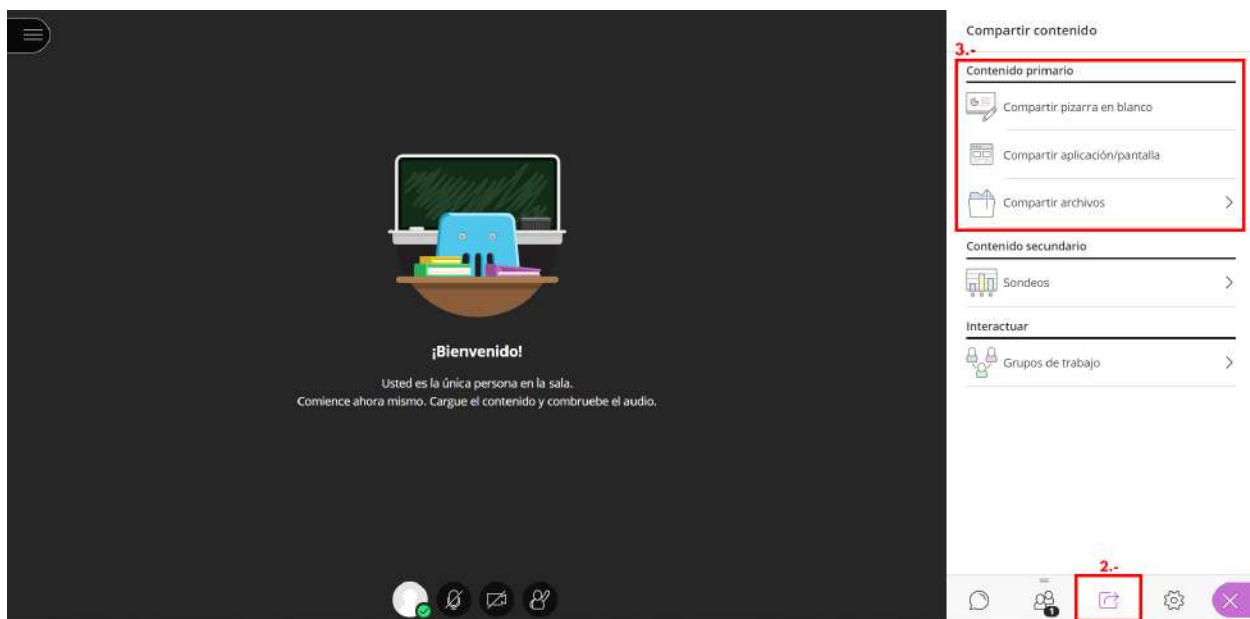 Compartir contenido
3.-
Contenido primario
Compartir pizarra en blanco
Compartir aplicación/pantalla
Compartir archivos
Contenido secundario
Sondeos
Interactuar
Grupos de trabajo
¡Bienvenido!
Usted es la única persona en la sala.
Comience ahora mismo. Cargue el contenido y combruebe el audio.
2.-
1